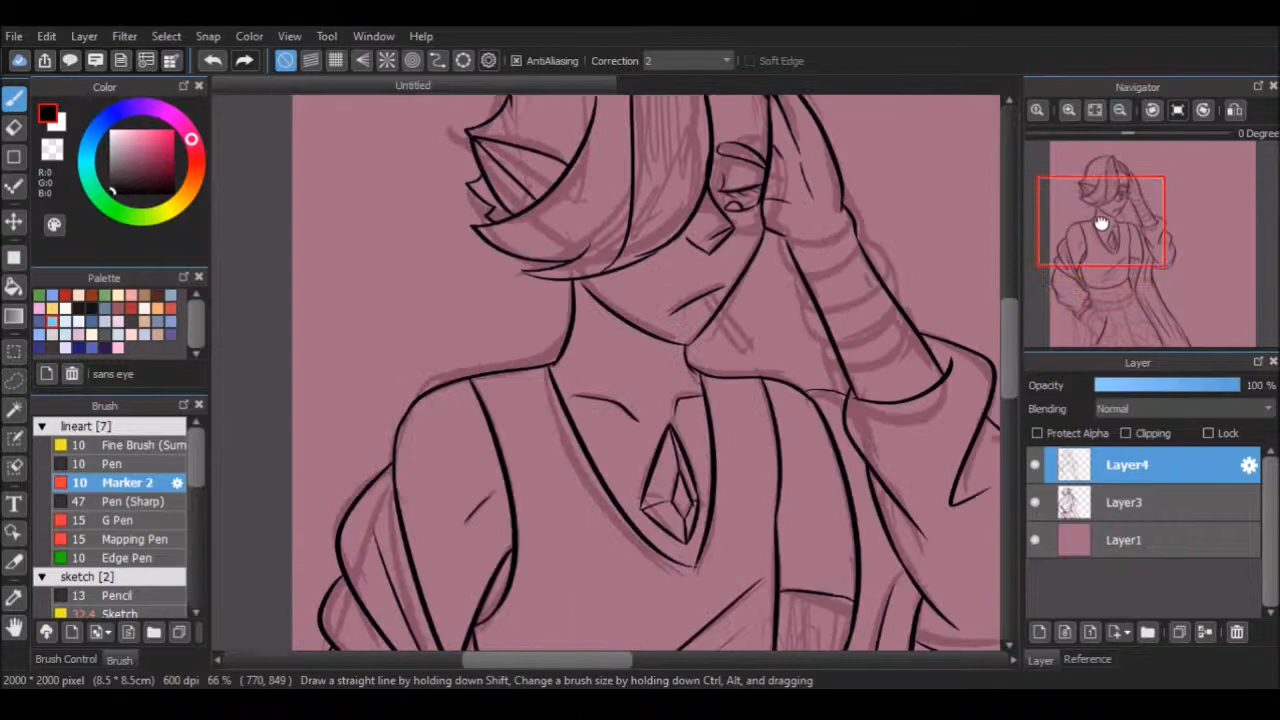 File Edit Layer Filter Select Snap Color View Tool Window Help
AntiAliasing Correction 2 Soft Edge
Color
Untitled
Navigator
0 Degree
R:0
G:0
B:0
Palette
sans eye
Brush
lineart [7]
10 Fine Brush (Sum
10 Pen
10 Marker 2
47 Pen (Sharp)
15 G Pen
15 Mapping Pen
10 Edge Pen
sketch [2]
13 Pencil
32.4 Sketch
Brush Control Brush
Layer
Opacity 100 %
Blending Normal
Protect Alpha Clipping Lock
Layer4
Layer3
Layer1
Layer Reference
2000 * 2000 pixel (8.5 * 8.5cm) 600 dpi 66 % ( 770, 849 ) Draw a straight line by holding down Shift, Change a brush size by holding down Ctrl, Alt, and dragging